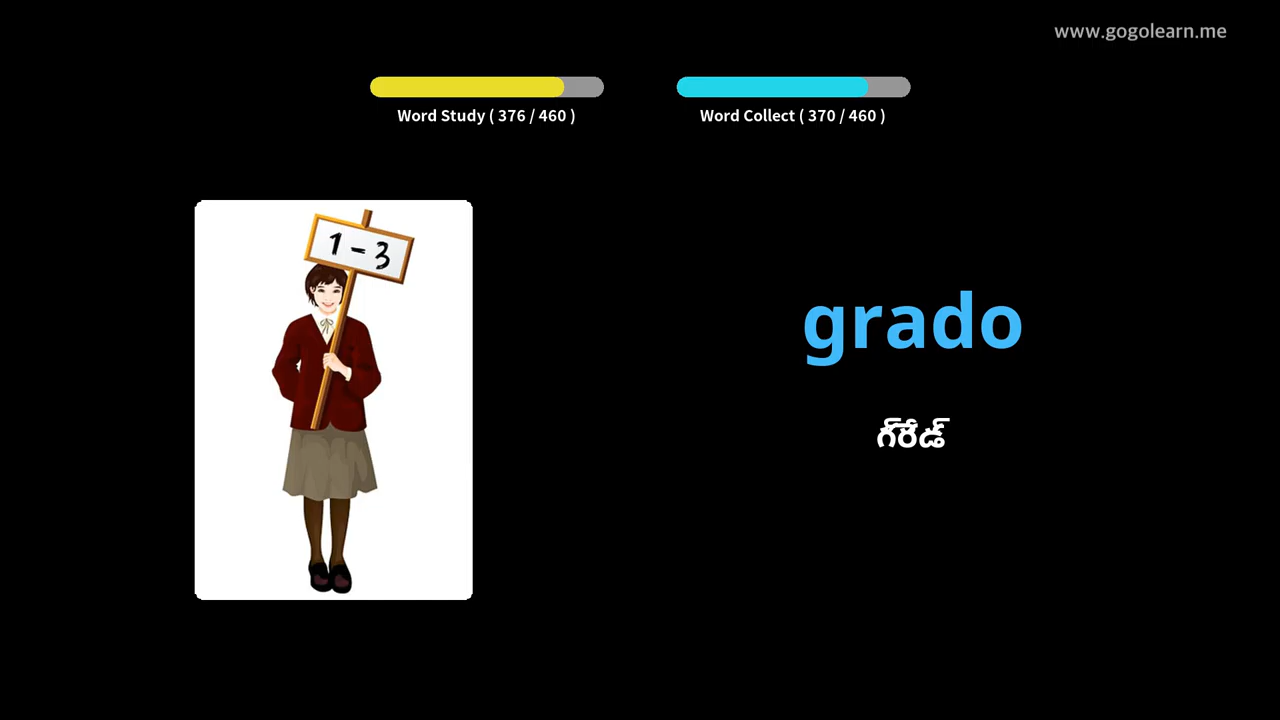 www.gogolearn.me
Word Study ( 376 / 460 )
Word Collect ( 370 / 460 )
1 - 3
grado
గ్రేడ్